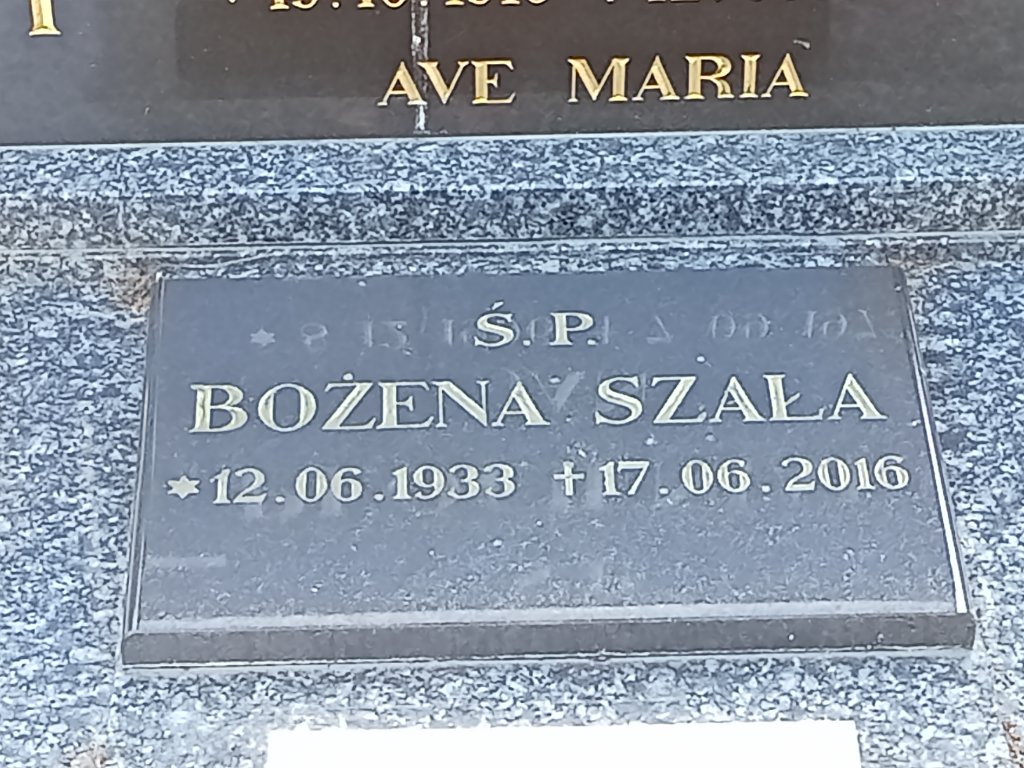 AVE MARIA
Ś.P.
BOŻENA SZAŁA
* 12.06.1933 † 17.06.2016